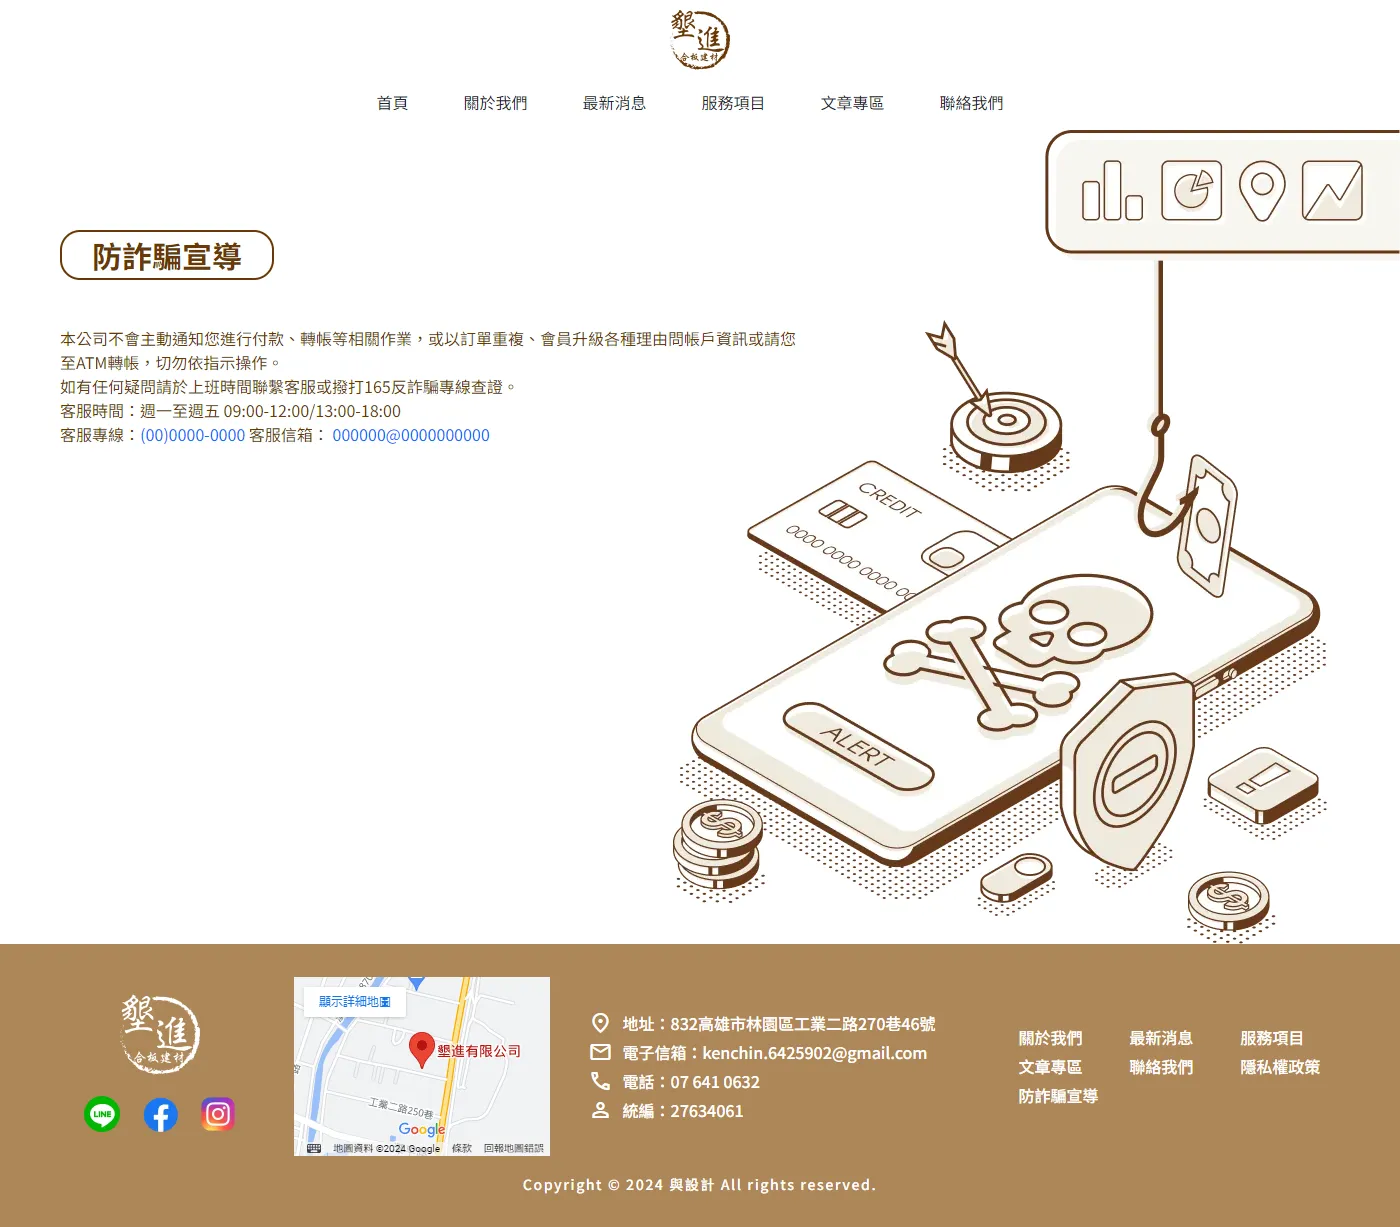 墾進
合板建材
首頁 關於我們 最新消息 服務項目 文章專區 聯絡我們
防詐騙宣導
本公司不會主動通知您進行付款、轉帳等相關作業，或以訂單重複、會員升級各種理由問帳戶資訊或請您
至ATM轉帳，切勿依指示操作。
如有任何疑問請於上班時間聯繫客服或撥打165反詐騙專線查證。
客服時間：週一至週五 09:00-12:00/13:00-18:00
客服專線：(00)0000-0000 客服信箱： 000000@0000000000
CREDIT
0000 0000 0000 00
ALERT
墾進
合板建材
LINE
顯示詳細地圖
墾進有限公司
工業二路250巷
Google
地圖資料 ©2024 Google 條款 回報地圖錯誤
地址：832高雄市林園區工業二路270巷46號
電子信箱：kenchin.6425902@gmail.com
電話：07 641 0632
統編：27634061
關於我們 最新消息 服務項目
文章專區 聯絡我們 隱私權政策
防詐騙宣導
Copyright © 2024 與設計 All rights reserved.